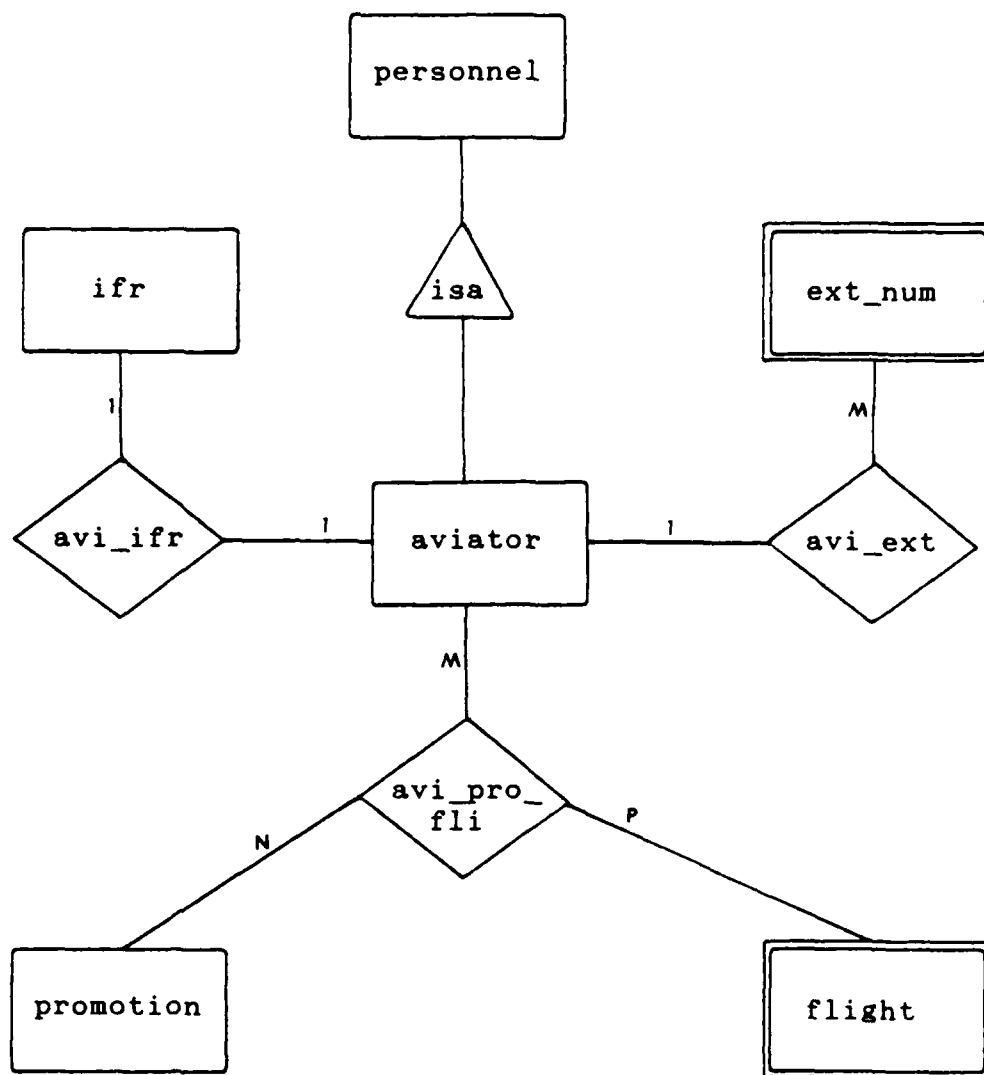 personnel
ifr
isa
ext_num
1
M
avi_ifr
1
aviator
1
avi_ext
M
avi_pro_
fli
N
P
promotion
flight